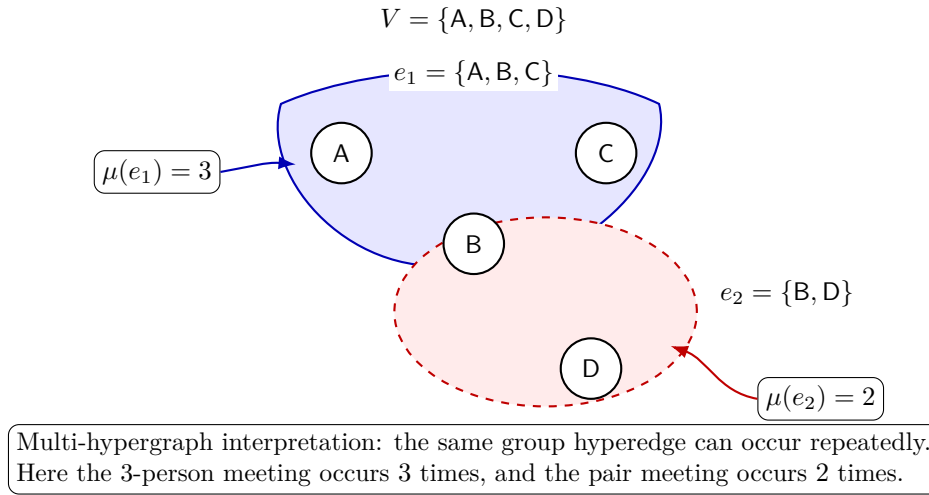 V = {A, B, C, D}
e₁ = {A, B, C}
A
C
μ(e₁) = 3
B
e₂ = {B, D}
D
μ(e₂) = 2
Multi-hypergraph interpretation: the same group hyperedge can occur repeatedly.
Here the 3-person meeting occurs 3 times, and the pair meeting occurs 2 times.